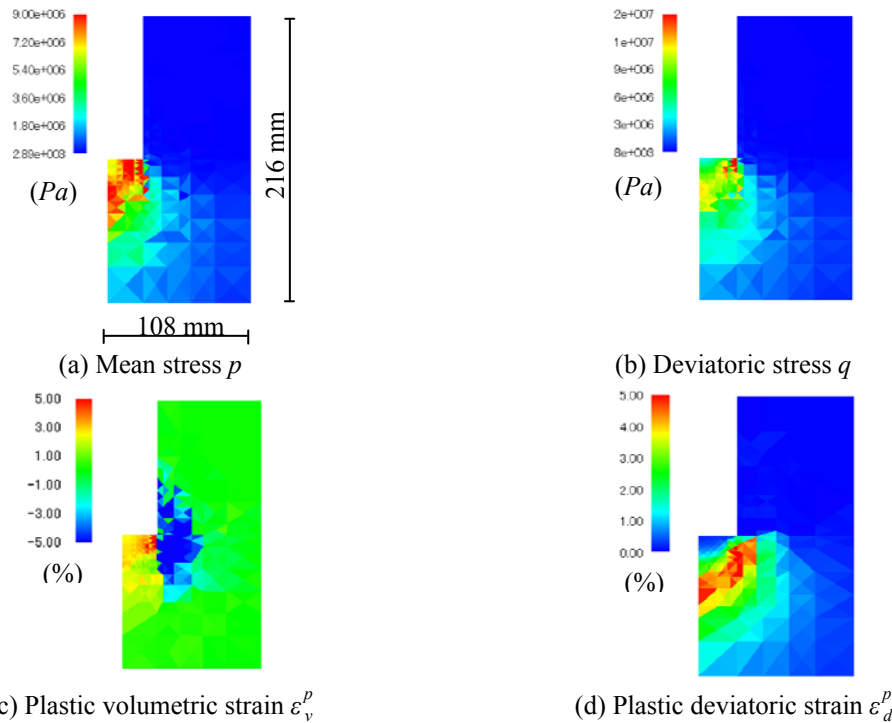 9.00e+006
7.20e+006
5.40e+006
3.60e+006
1.80e+006
2.89e+003
(Pa)
216 mm
108 mm
(a) Mean stress p
2e+007
1e+007
9e+006
6e+006
3e+006
8e+003
(Pa)
(b) Deviatoric stress q
5.00
3.00
1.00
-1.00
-3.00
-5.00
(%)
c) Plastic volumetric strain ε_v^p
5.00
4.00
3.00
2.00
1.00
0.00
(%)
(d) Plastic deviatoric strain ε_d^p